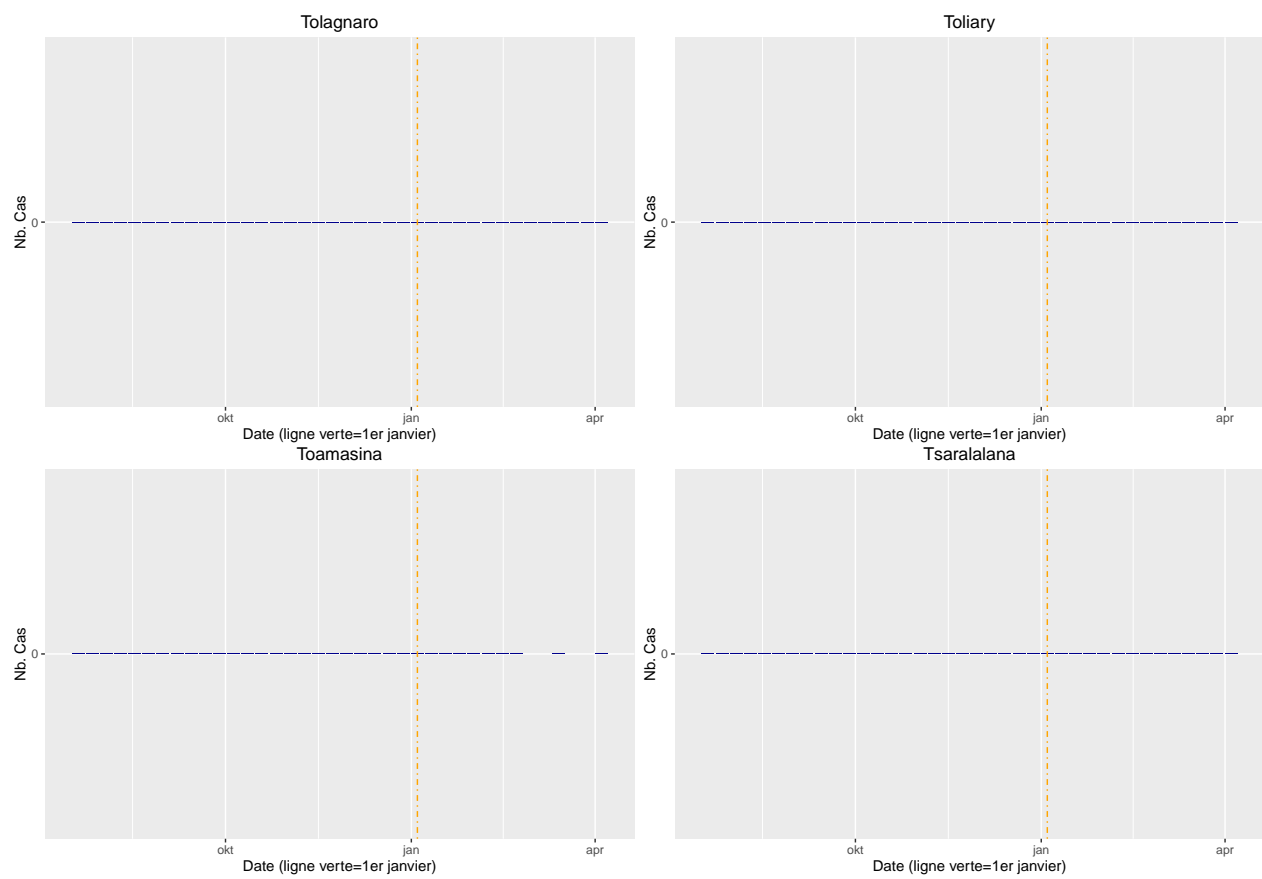 Tolagnaro
Nb. Cas
0
okt jan apr
Date (ligne verte=1er janvier)
Toliary
Nb. Cas
0
okt jan apr
Date (ligne verte=1er janvier)
Toamasina
Nb. Cas
0
okt jan apr
Date (ligne verte=1er janvier)
Tsaralalana
Nb. Cas
0
okt jan apr
Date (ligne verte=1er janvier)